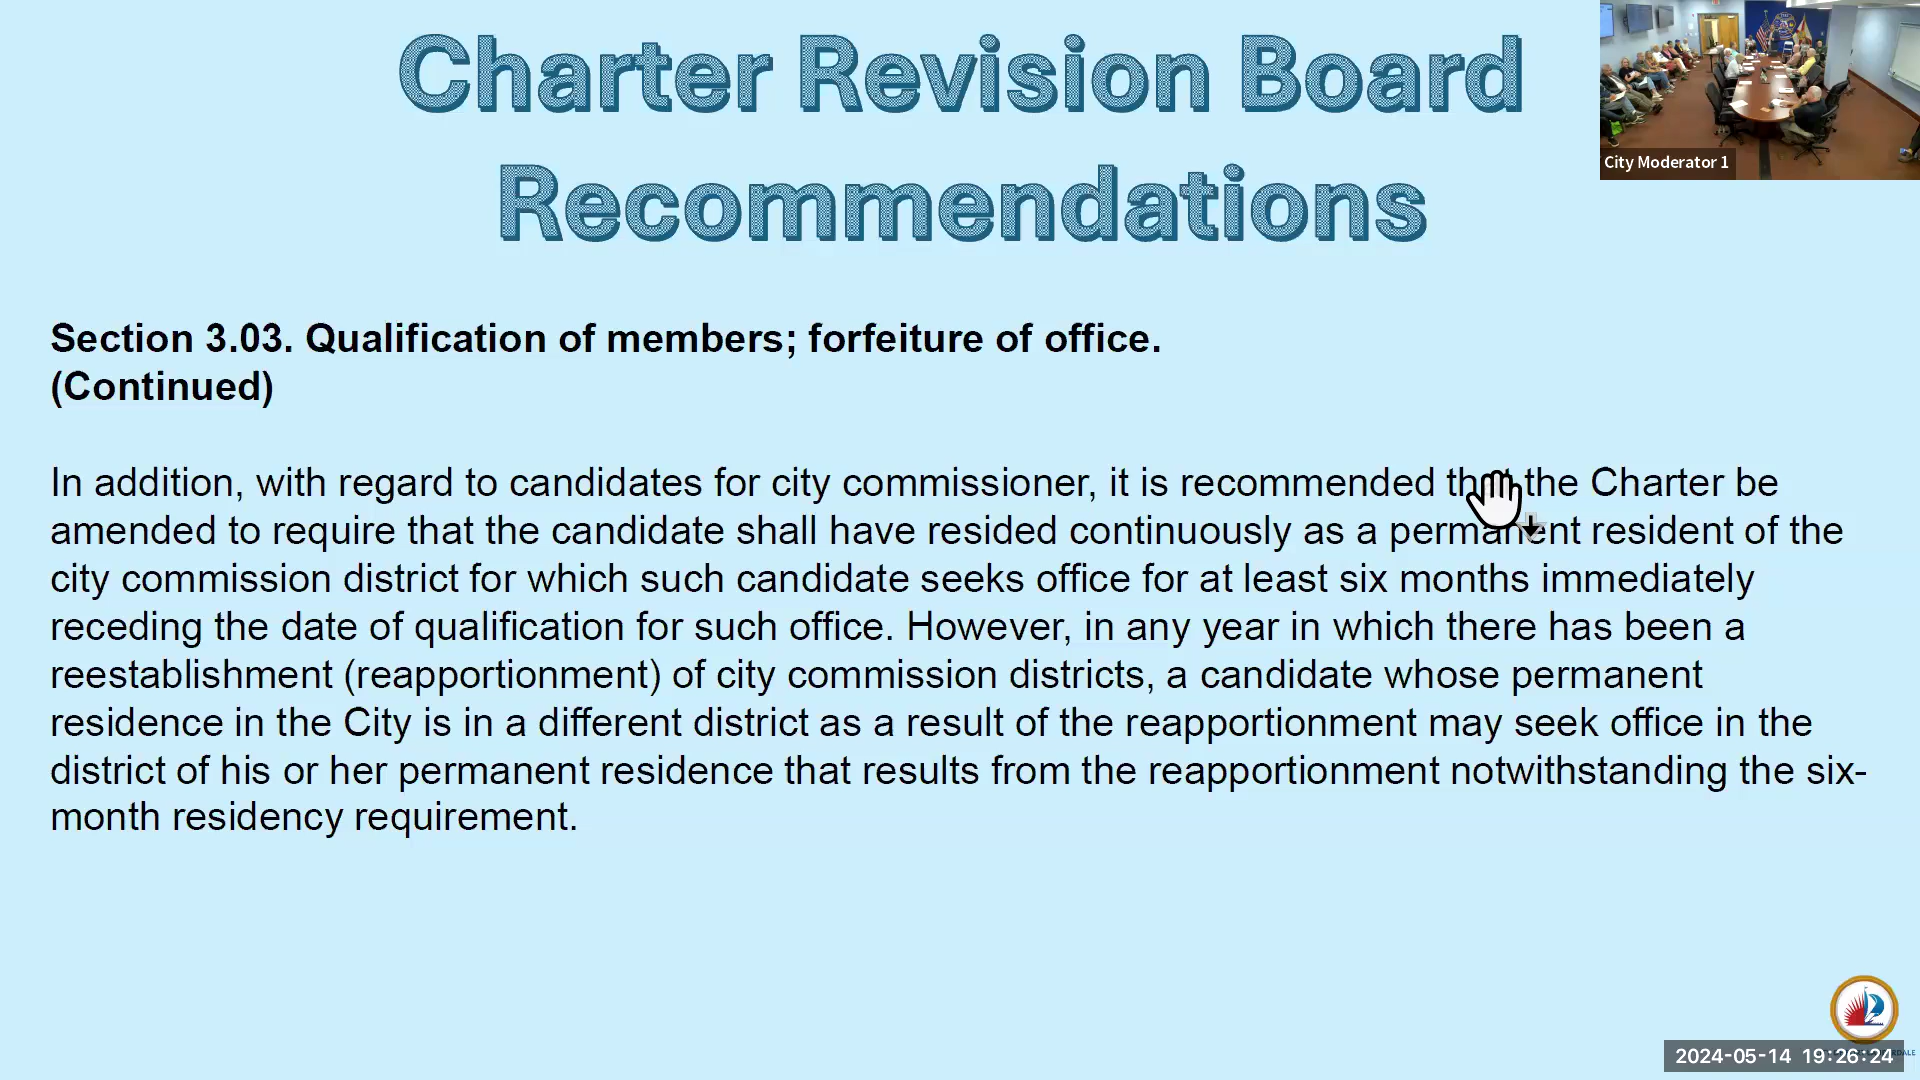 Charter Revision Board
Recommendations
City Moderator 1
Section 3.03. Qualification of members; forfeiture of office.
(Continued)
In addition, with regard to candidates for city commissioner, it is recommended that the Charter be
amended to require that the candidate shall have resided continuously as a permanent resident of the
city commission district for which such candidate seeks office for at least six months immediately
receding the date of qualification for such office. However, in any year in which there has been a
reestablishment (reapportionment) of city commission districts, a candidate whose permanent
residence in the City is in a different district as a result of the reapportionment may seek office in the
district of his or her permanent residence that results from the reapportionment notwithstanding the six-
month residency requirement.
2024-05-14 19:26:24